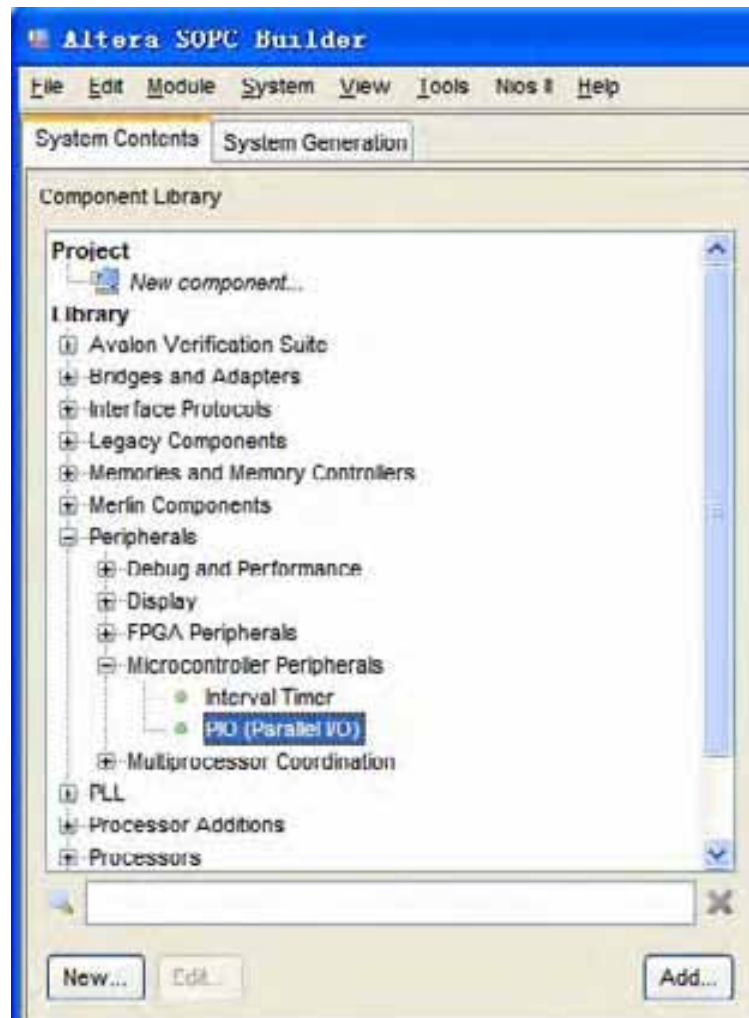 Altera SOPC Builder
File Edit Module System View Tools Nios II Help
System Contents System Generation
Component Library
Project
New component...
Library
Avalon Verification Suite
Bridges and Adapters
Interface Protocols
Legacy Components
Memories and Memory Controllers
Merlin Components
Peripherals
Debug and Performance
Display
FPGA Peripherals
Microcontroller Peripherals
Interval Timer
PIO (Parallel I/O)
Multiprocessor Coordination
PLL
Processor Additions
Processors
New... Edit... Add...